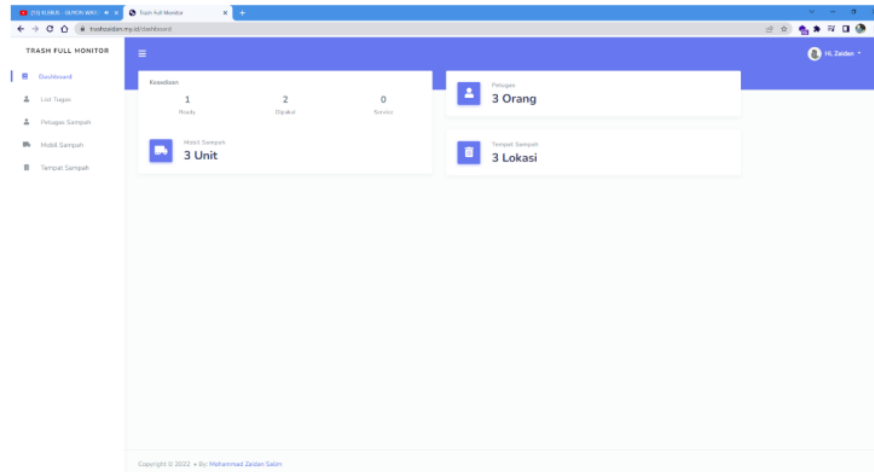 Trash Full Monitor
trashzaidan.my.id/dashboard
TRASH FULL MONITOR
Hi, Zaidan
Dashboard
List Tugas
Petugas Sampah
Mobil Sampah
Tempat Sampah
Kesediaan
1
Ready
2
Dipakai
0
Service
Mobil Sampah
3 Unit
Petugas
3 Orang
Tempat Sampah
3 Lokasi
Copyright © 2022 • By: Mohammed Zaidan Salim